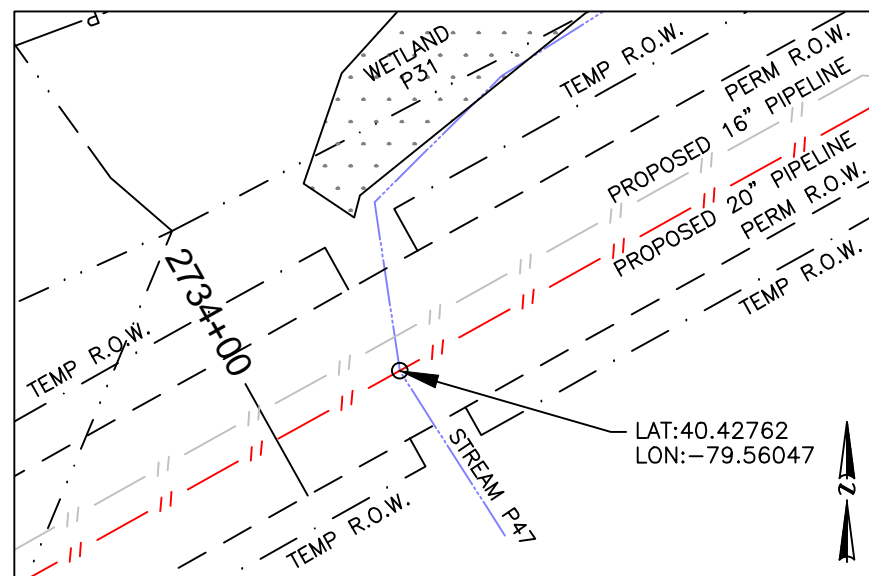 P
WETLAND
P31
TEMP R.O.W.
PERM R.O.W.
PROPOSED 16" PIPELINE
PROPOSED 20" PIPELINE
PERM R.O.W.
TEMP R.O.W.
2734+00
TEMP R.O.W.
LAT:40.42762
LON:-79.56047
STREAM P47
TEMP R.O.W.
N